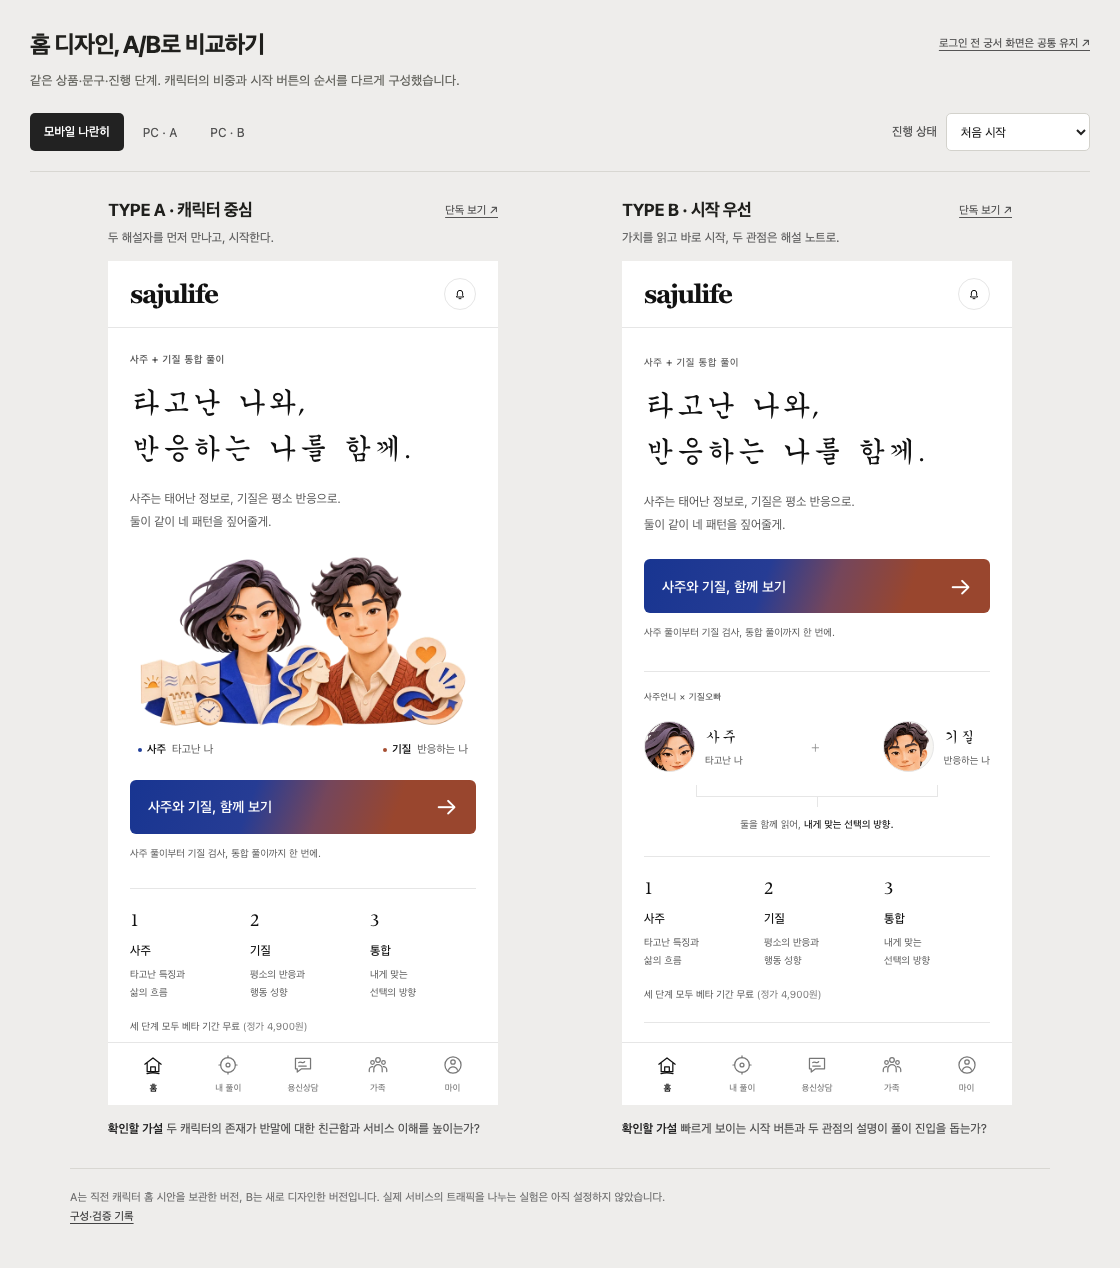 홈 디자인, A/B로 비교하기
로그인 전 궁서 화면은 공통 유지 ↗
같은 상품·문구·진행 단계. 캐릭터의 비중과 시작 버튼의 순서를 다르게 구성했습니다.
모바일 나란히
PC · A
PC · B
진행 상태
처음 시작
TYPE A · 캐릭터 중심
단독 보기 ↗
두 해설자를 먼저 만나고, 시작한다.
sajulife
사주 + 기질 통합 풀이
타고난 나와,
반응하는 나를 함께.
사주는 태어난 정보로, 기질은 평소 반응으로.
둘이 같이 네 패턴을 짚어줄게.
사주 타고난 나
기질 반응하는 나
사주와 기질, 함께 보기 →
사주 풀이부터 기질 검사, 통합 풀이까지 한 번에.
1
사주
타고난 특징과
삶의 흐름
2
기질
평소의 반응과
행동 성향
3
통합
내게 맞는
선택의 방향
세 단계 모두 베타 기간 무료 (정가 4,900원)
홈
내 풀이
용신상담
가족
마이
확인할 가설 두 캐릭터의 존재가 반말에 대한 친근함과 서비스 이해를 높이는가?
TYPE B · 시작 우선
단독 보기 ↗
가치를 읽고 바로 시작, 두 관점은 해설 노트로.
sajulife
사주 + 기질 통합 풀이
타고난 나와,
반응하는 나를 함께.
사주는 태어난 정보로, 기질은 평소 반응으로.
둘이 같이 네 패턴을 짚어줄게.
사주와 기질, 함께 보기 →
사주 풀이부터 기질 검사, 통합 풀이까지 한 번에.
사주언니 × 기질오빠
사주
타고난 나
+
기질
반응하는 나
둘을 함께 읽어, 내게 맞는 선택의 방향.
1
사주
타고난 특징과
삶의 흐름
2
기질
평소의 반응과
행동 성향
3
통합
내게 맞는
선택의 방향
세 단계 모두 베타 기간 무료 (정가 4,900원)
홈
내 풀이
용신상담
가족
마이
확인할 가설 빠르게 보이는 시작 버튼과 두 관점의 설명이 풀이 진입을 돕는가?
A는 직전 캐릭터 홈 시안을 보관한 버전, B는 새로 디자인한 버전입니다. 실제 서비스의 트래픽을 나누는 실험은 아직 설정하지 않았습니다.
구성·검증 기록